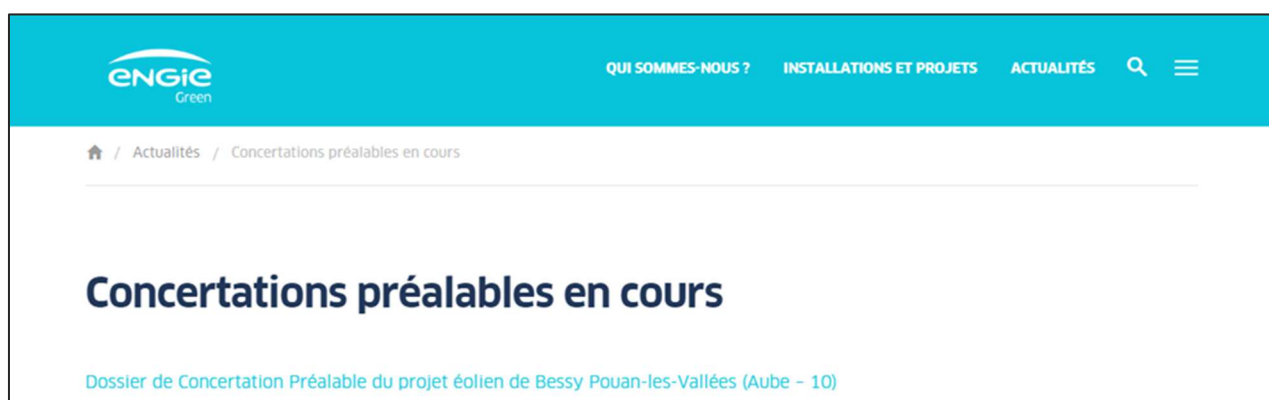 ENGIE
Green
QUI SOMMES-NOUS ? INSTALLATIONS ET PROJETS ACTUALITÉS
/ Actualités / Concertations préalables en cours
Concertations préalables en cours
Dossier de Concertation Préalable du projet éolien de Bessy Pouan-les-Vallées (Aube – 10)